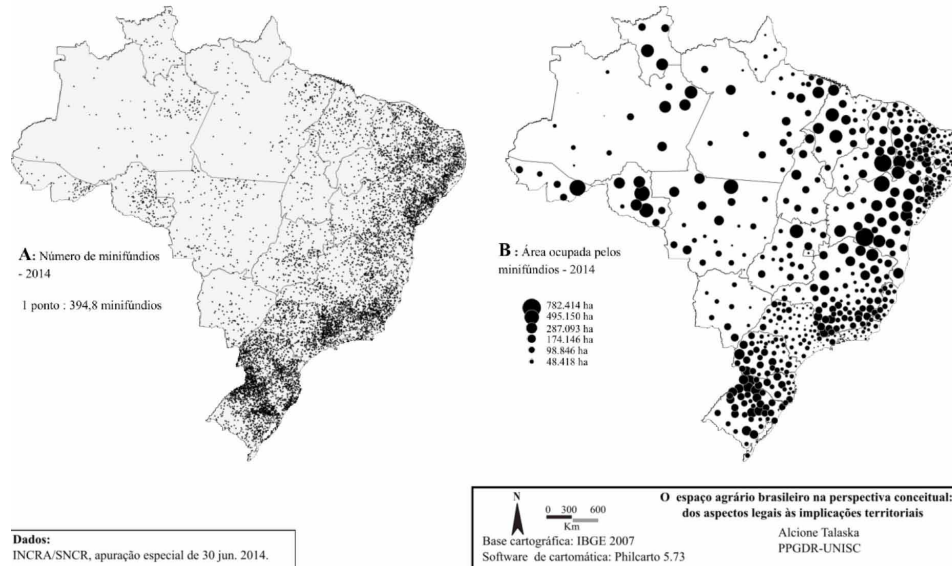 A: Número de minifúndios
- 2014
1 ponto : 394,8 minifúndios
B : Área ocupada pelos
minifúndios - 2014
782.414 ha
495.150 ha
287.093 ha
174.146 ha
98.846 ha
48.418 ha
Dados:
INCRA/SNCR, apuração especial de 30 jun. 2014.
N
0 300 600
Km
Base cartográfica: IBGE 2007
Software de cartomática: Philcarto 5.73
O espaço agrário brasileiro na perspectiva conceitual:
dos aspectos legais às implicações territoriais
Alcione Talaska
PPGDR-UNISC